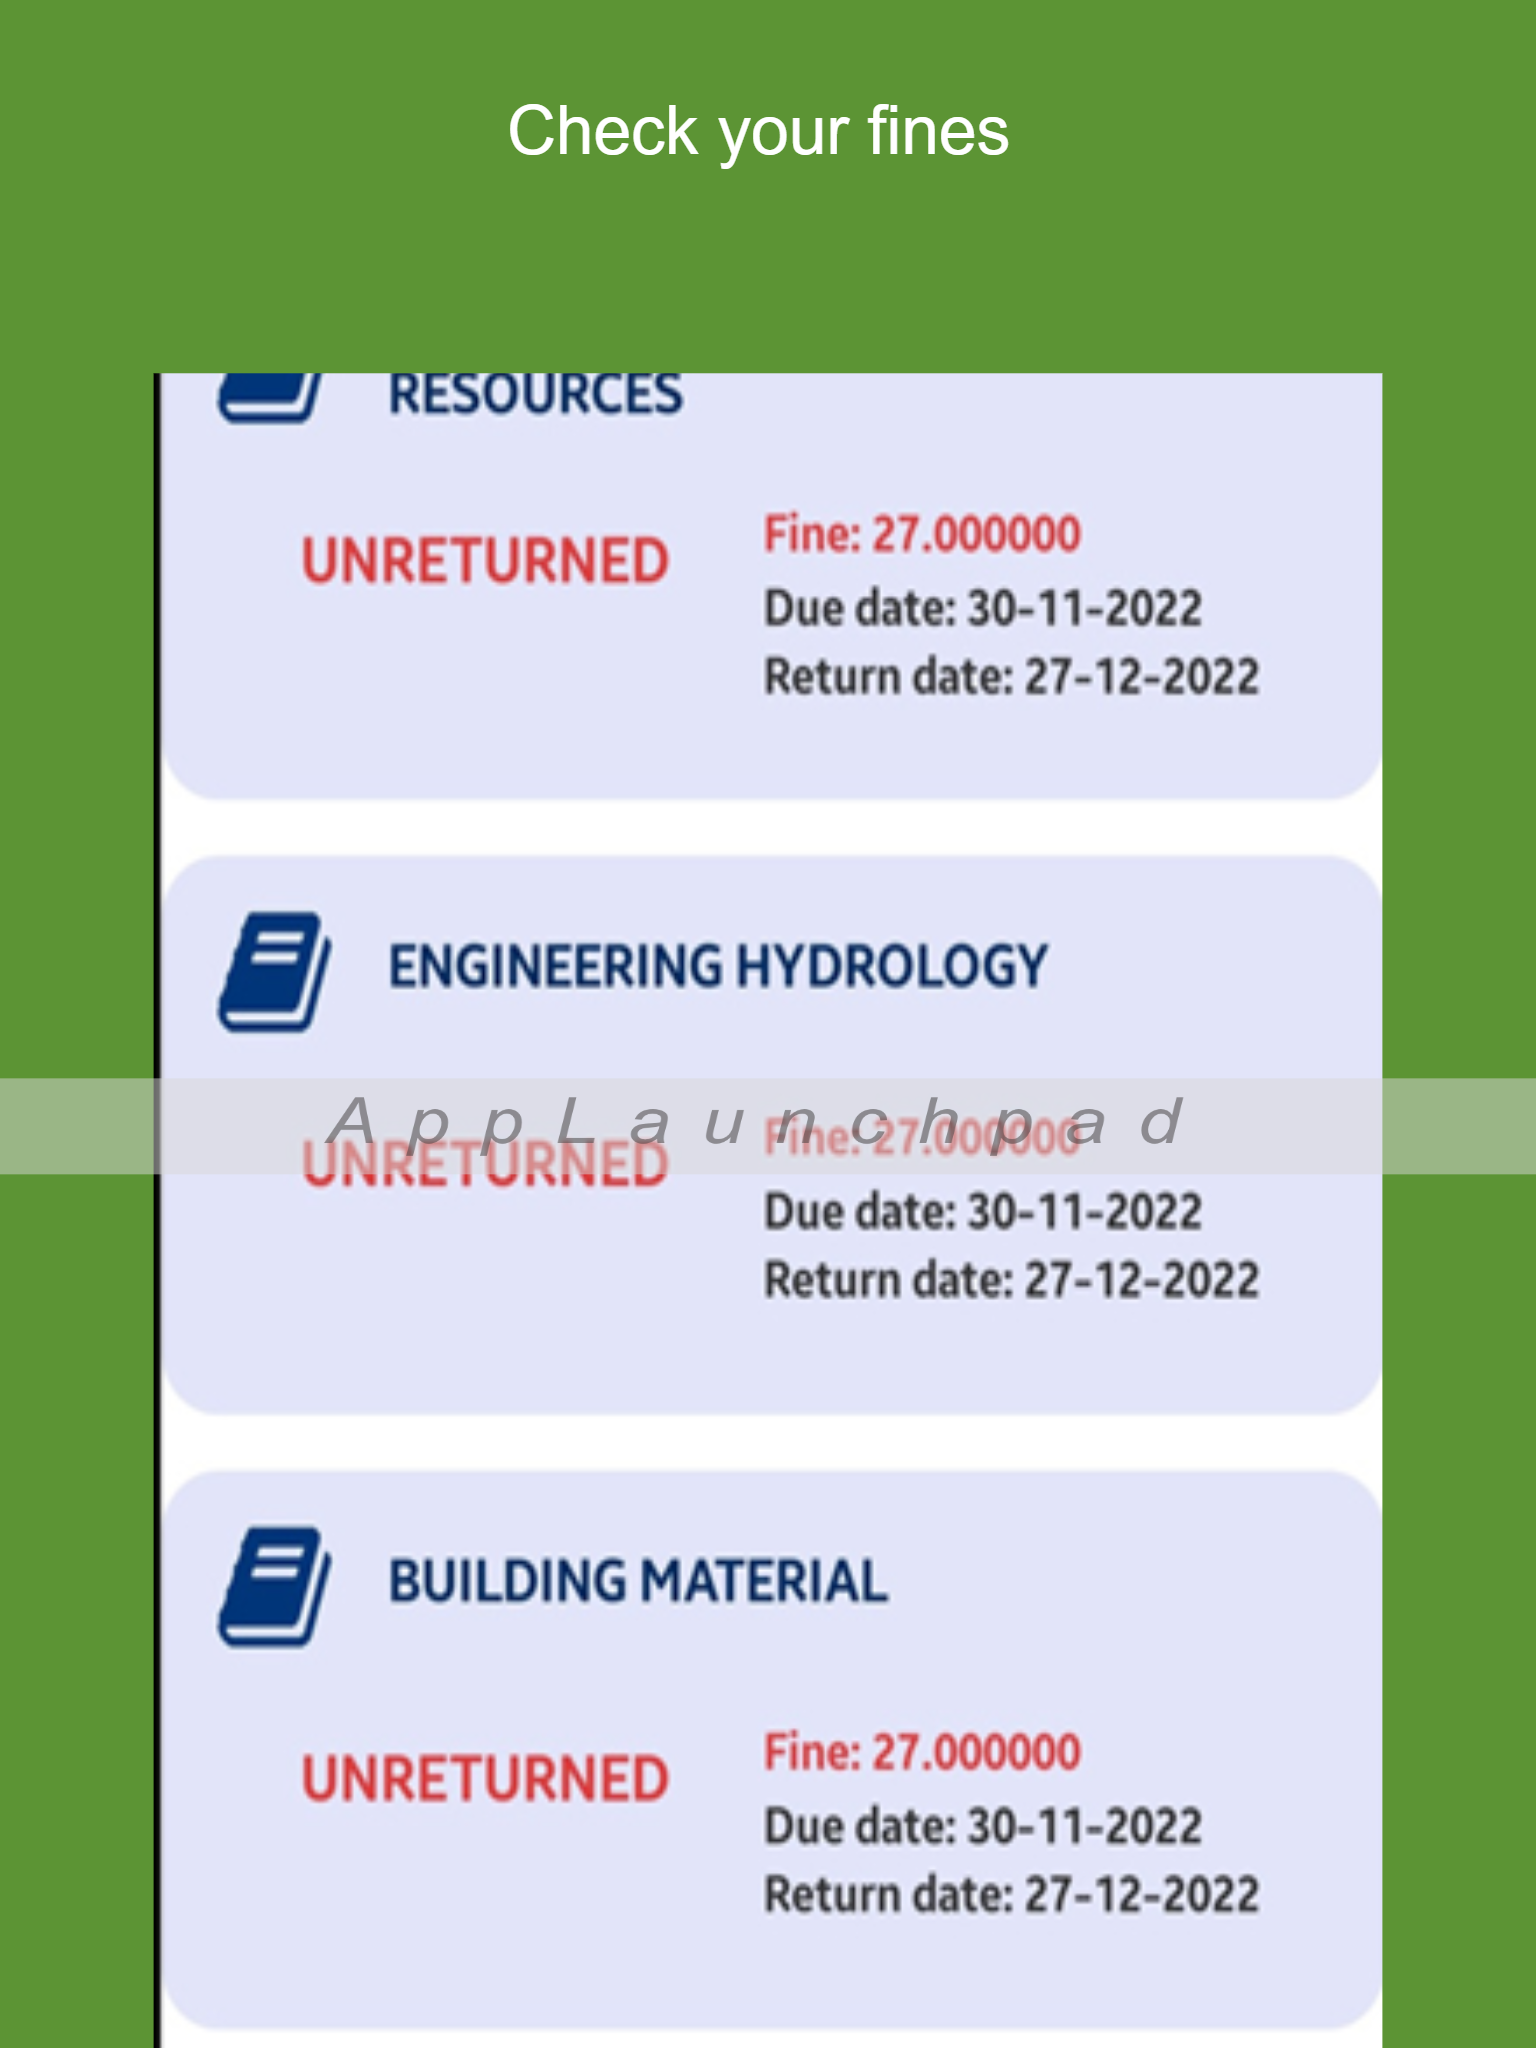 Check your fines
RESOURCES
UNRETURNED
Fine: 27.000000
Due date: 30-11-2022
Return date: 27-12-2022
ENGINEERING HYDROLOGY
AppLaunchpad
UNRETURNED
Fine: 27.000000
Due date: 30-11-2022
Return date: 27-12-2022
BUILDING MATERIAL
UNRETURNED
Fine: 27.000000
Due date: 30-11-2022
Return date: 27-12-2022